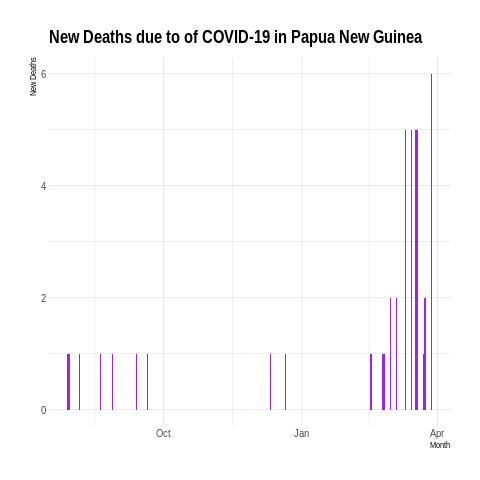 New Deaths due to of COVID-19 in Papua New Guinea
New Deaths
6
4
2
0
Oct
Jan
Apr
Month